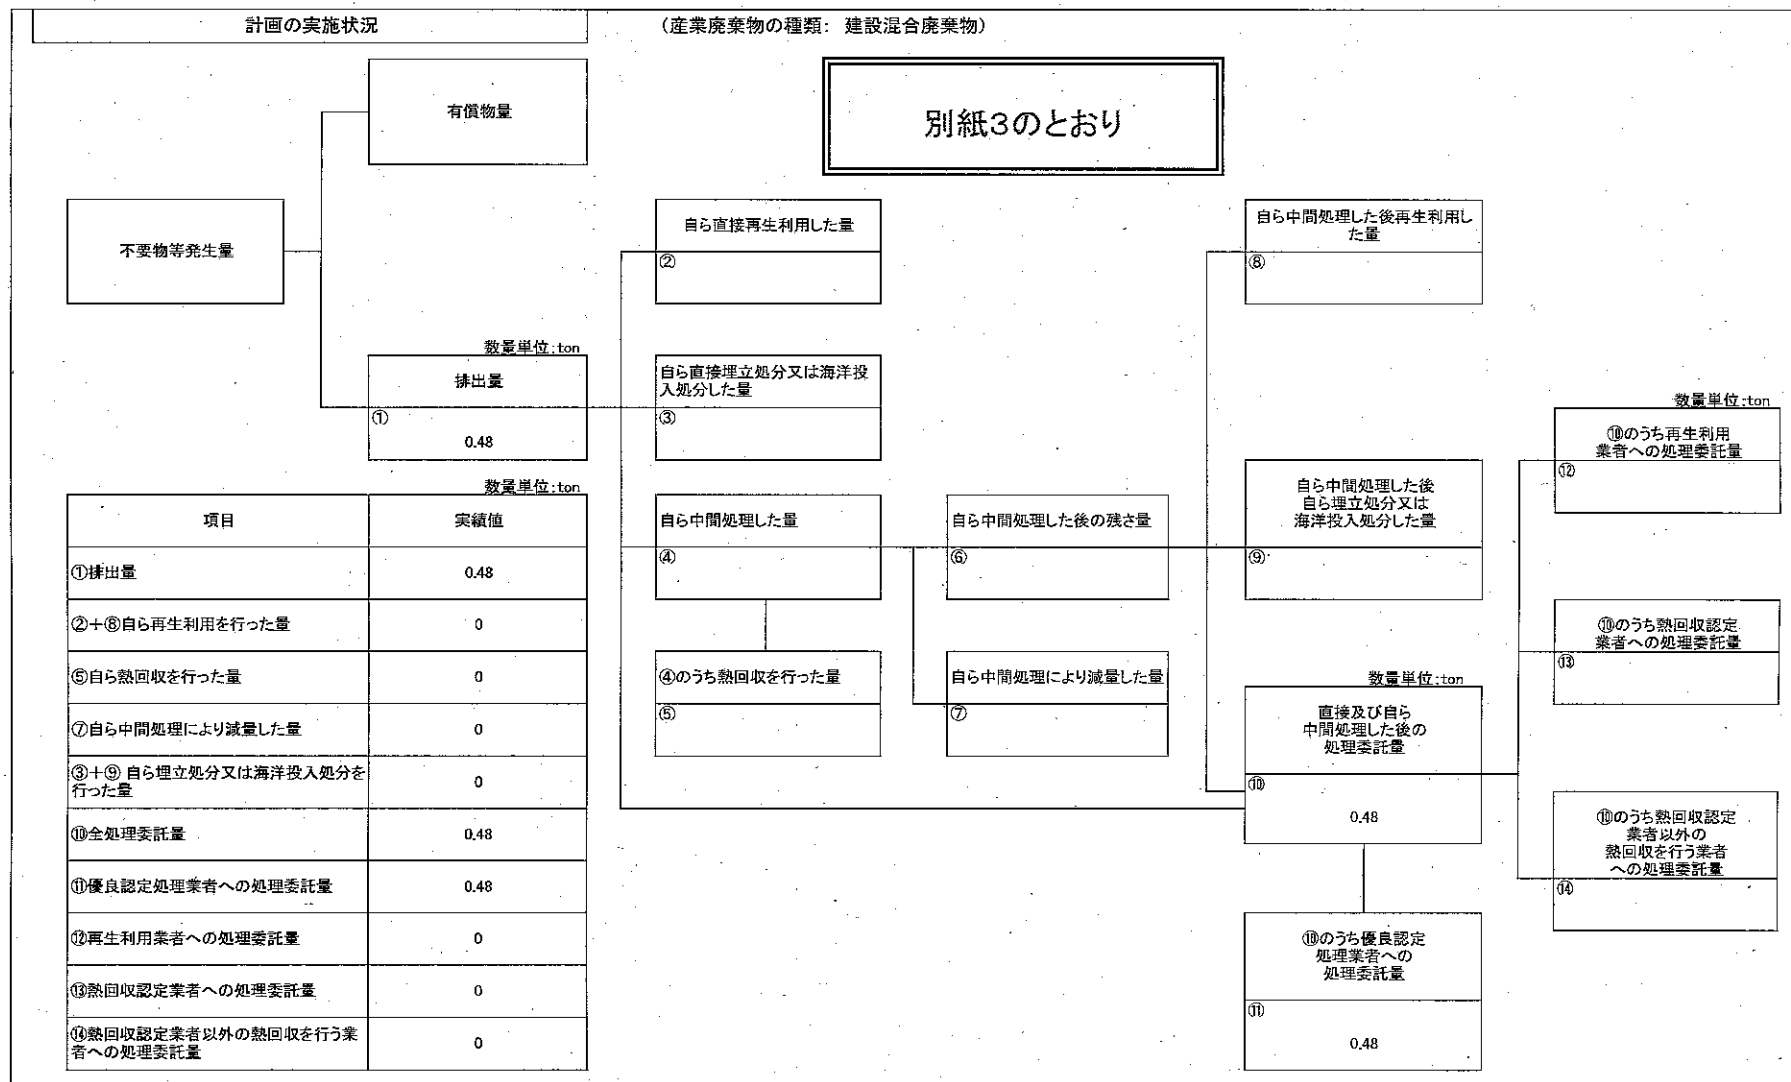 計画の実施状況
(産業廃棄物の種類: 建設混合廃棄物)
有償物量
別紙3のとおり
不要物等発生量
自ら直接再生利用した量
②
自ら中間処理した後再生利用し
た量
⑧
数量単位:ton
排出量
①
0.48
自ら直接埋立処分又は海洋投
入処分した量
③
数量単位:ton
⑩のうち再生利用
業者への処理委託量
⑫
数量単位:ton
項目
実績値
①排出量
0.48
②+⑧自ら再生利用を行った量
0
⑤自ら熱回収を行った量
0
⑦自ら中間処理により減量した量
0
③+⑨ 自ら埋立処分又は海洋投入処分を
行った量
0
⑩全処理委託量
0.48
⑪優良認定処理業者への処理委託量
0.48
⑫再生利用業者への処理委託量
0
⑬熱回収認定業者への処理委託量
0
⑭熱回収認定業者以外の熱回収を行う業
者への処理委託量
0
自ら中間処理した量
④
自ら中間処理した後の残さ量
⑥
自ら中間処理した後
自ら埋立処分又は
海洋投入処分した量
⑨
④のうち熱回収を行った量
⑤
自ら中間処理により減量した量
⑦
⑩のうち熱回収認定
業者への処理委託量
⑬
数量単位:ton
直接及び自ら
中間処理した後の
処理委託量
⑩
0.48
⑩のうち熱回収認定
業者以外の
熱回収を行う業者
への処理委託量
⑭
⑩のうち優良認定
処理業者への
処理委託量
⑪
0.48